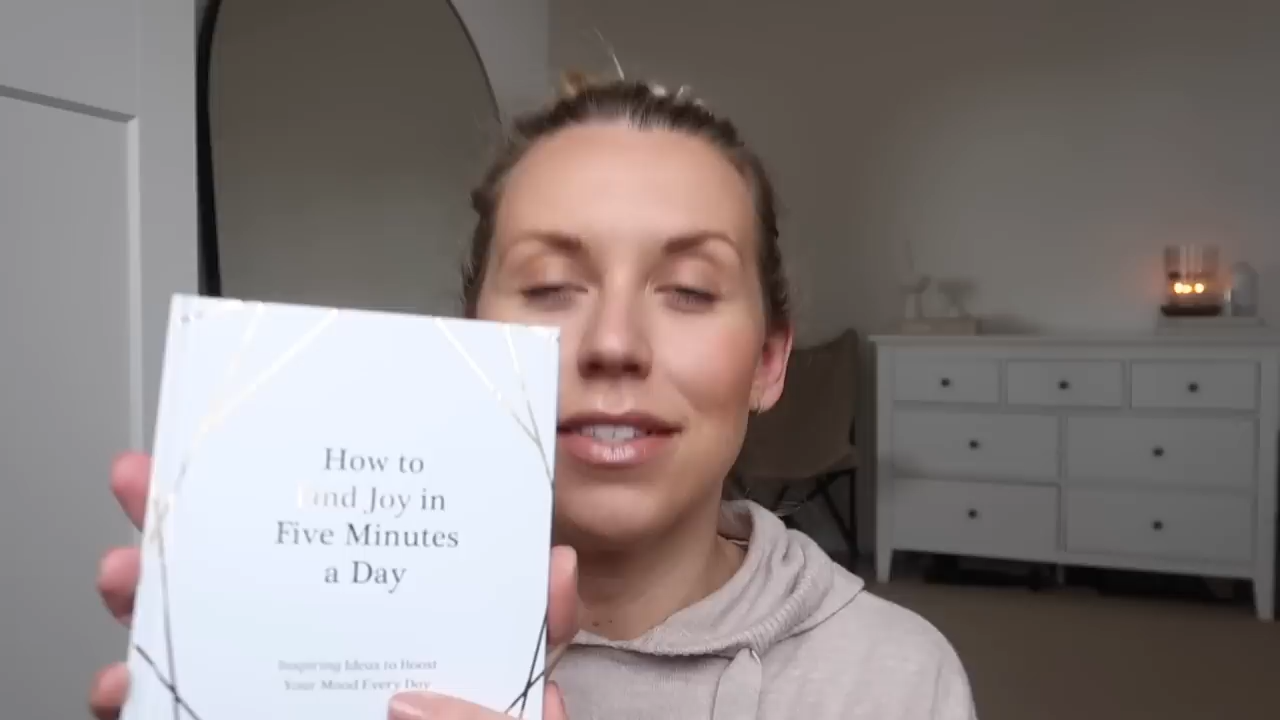 How to
Find Joy in
Five Minutes
a Day
Inspiring Ideas to Boost
Your Mood Every Day